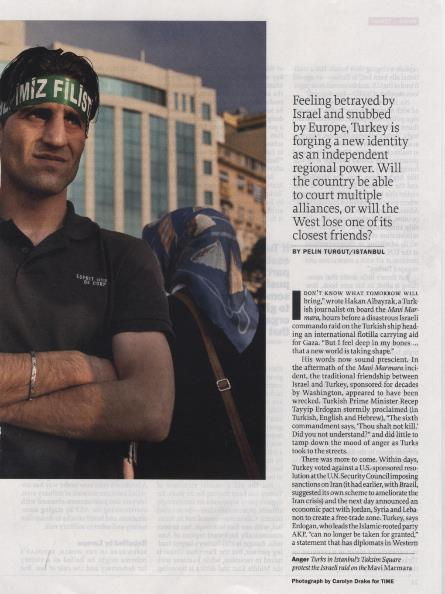 İMİZ FİLİST
ESPRIT
Feeling betrayed by
Israel and snubbed
by Europe, Turkey is
forging a new identity
as an independent
regional power. Will
the country be able
to court multiple
alliances, or will the
West lose one of its
closest friends?
BY PELIN TURGUT/ISTANBUL
I DON'T KNOW WHAT TOMORROW WILL
bring," wrote Hakan Albayrak, a Turk-
ish journalist on board the Mavi Mar-
mara, hours before a disastrous Israeli
commando raid on the Turkish ship head-
ing an international flotilla carrying aid
for Gaza. "But I feel deep in my bones ...
that a new world is taking shape."
His words now sound prescient. In
the aftermath of the Mavi Marmara inci-
dent, the traditional friendship between
Israel and Turkey, sponsored for decades
by Washington, appeared to have been
wrecked. Turkish Prime Minister Recep
Tayyip Erdogan stormily proclaimed (in
Turkish, English and Hebrew), "The sixth
commandment says, 'Thou shalt not kill.'
Did you not understand?" and did little to
tamp down the mood of anger as Turks
took to the streets.
There was more to come. Within days,
Turkey voted against a U.S.-sponsored reso-
lution at the U.N. Security Council imposing
sanctions on Iran (it had earlier, with Brazil,
suggested its own scheme to ameliorate the
Iran crisis) and the next day announced an
economic pact with Jordan, Syria and Leba-
non to create a free-trade zone. Turkey, says
Erdogan, who leads the Islamic-rooted party
AKP, "can no longer be taken for granted,"
a statement that has diplomats in Western
Anger Turks in Istanbul's Taksim Square
protest the Israeli raid on the Mavi Marmara
Photograph by Carolyn Drake for TIME